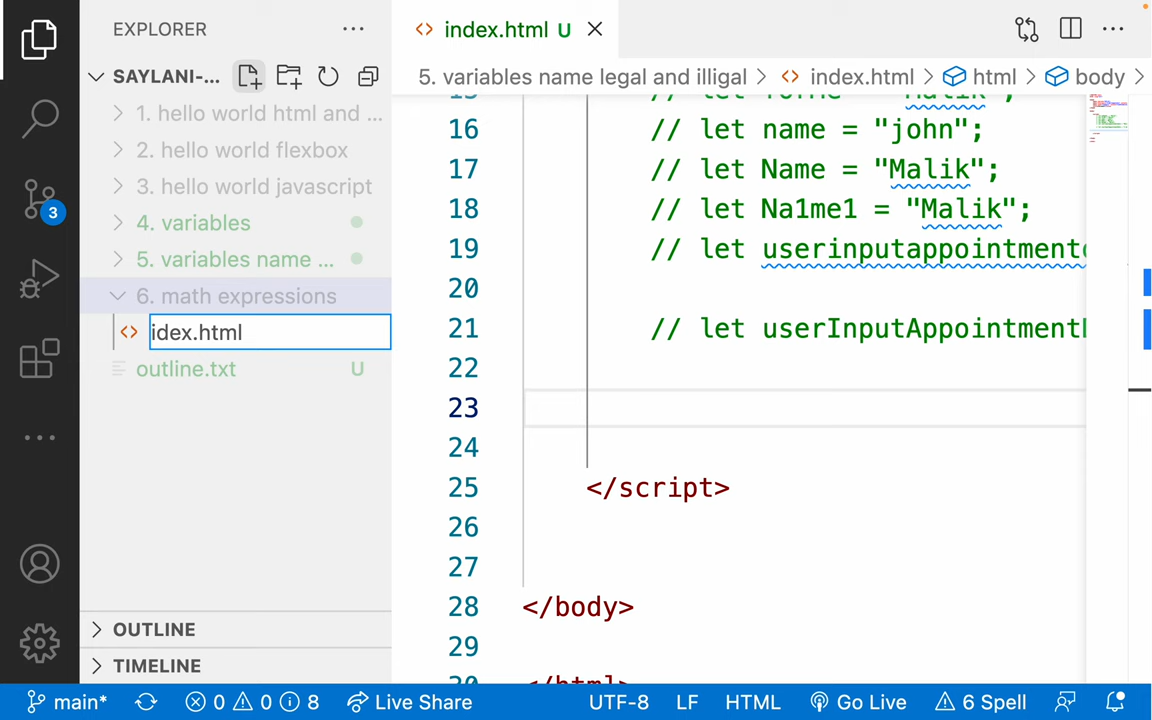 EXPLORER
SAYLANI-...
1. hello world html and ...
2. hello world flexbox
3. hello world javascript
4. variables
5. variables name ...
6. math expressions
idex.html
outline.txt U
OUTLINE
TIMELINE
3
index.html U
5. variables name legal and illigal > index.html > html > body >
16 // let name = "john";
17 // let Name = "Malik";
18 // let Na1me1 = "Malik";
19 // let userinputappointment
20
21 // let userInputAppointment
22
23
24
25 </script>
26
27
28 </body>
29
main* 0 0 8 Live Share UTF-8 LF HTML Go Live 6 Spell